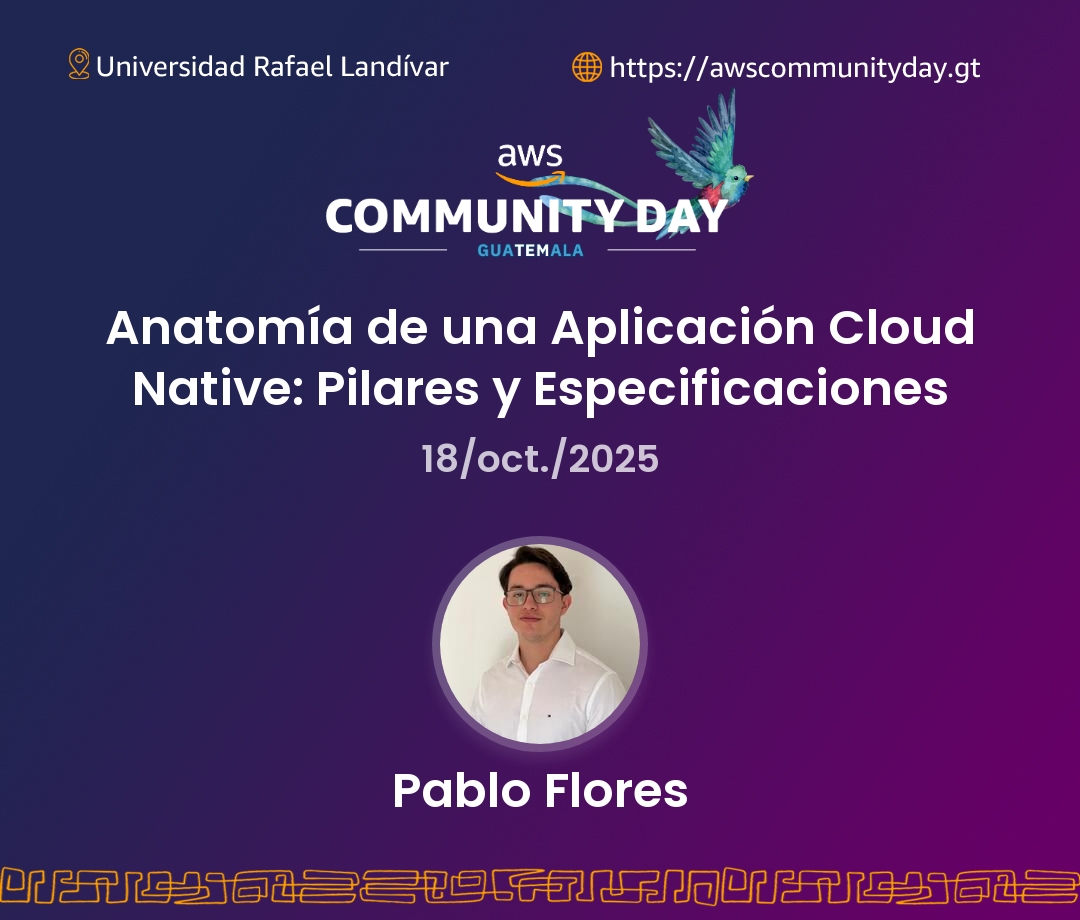 Universidad Rafael Landívar
https://awscommunityday.gt
aws
COMMUNITY DAY
GUATEMALA
Anatomía de una Aplicación Cloud
Native: Pilares y Especificaciones
18/oct./2025
Pablo Flores